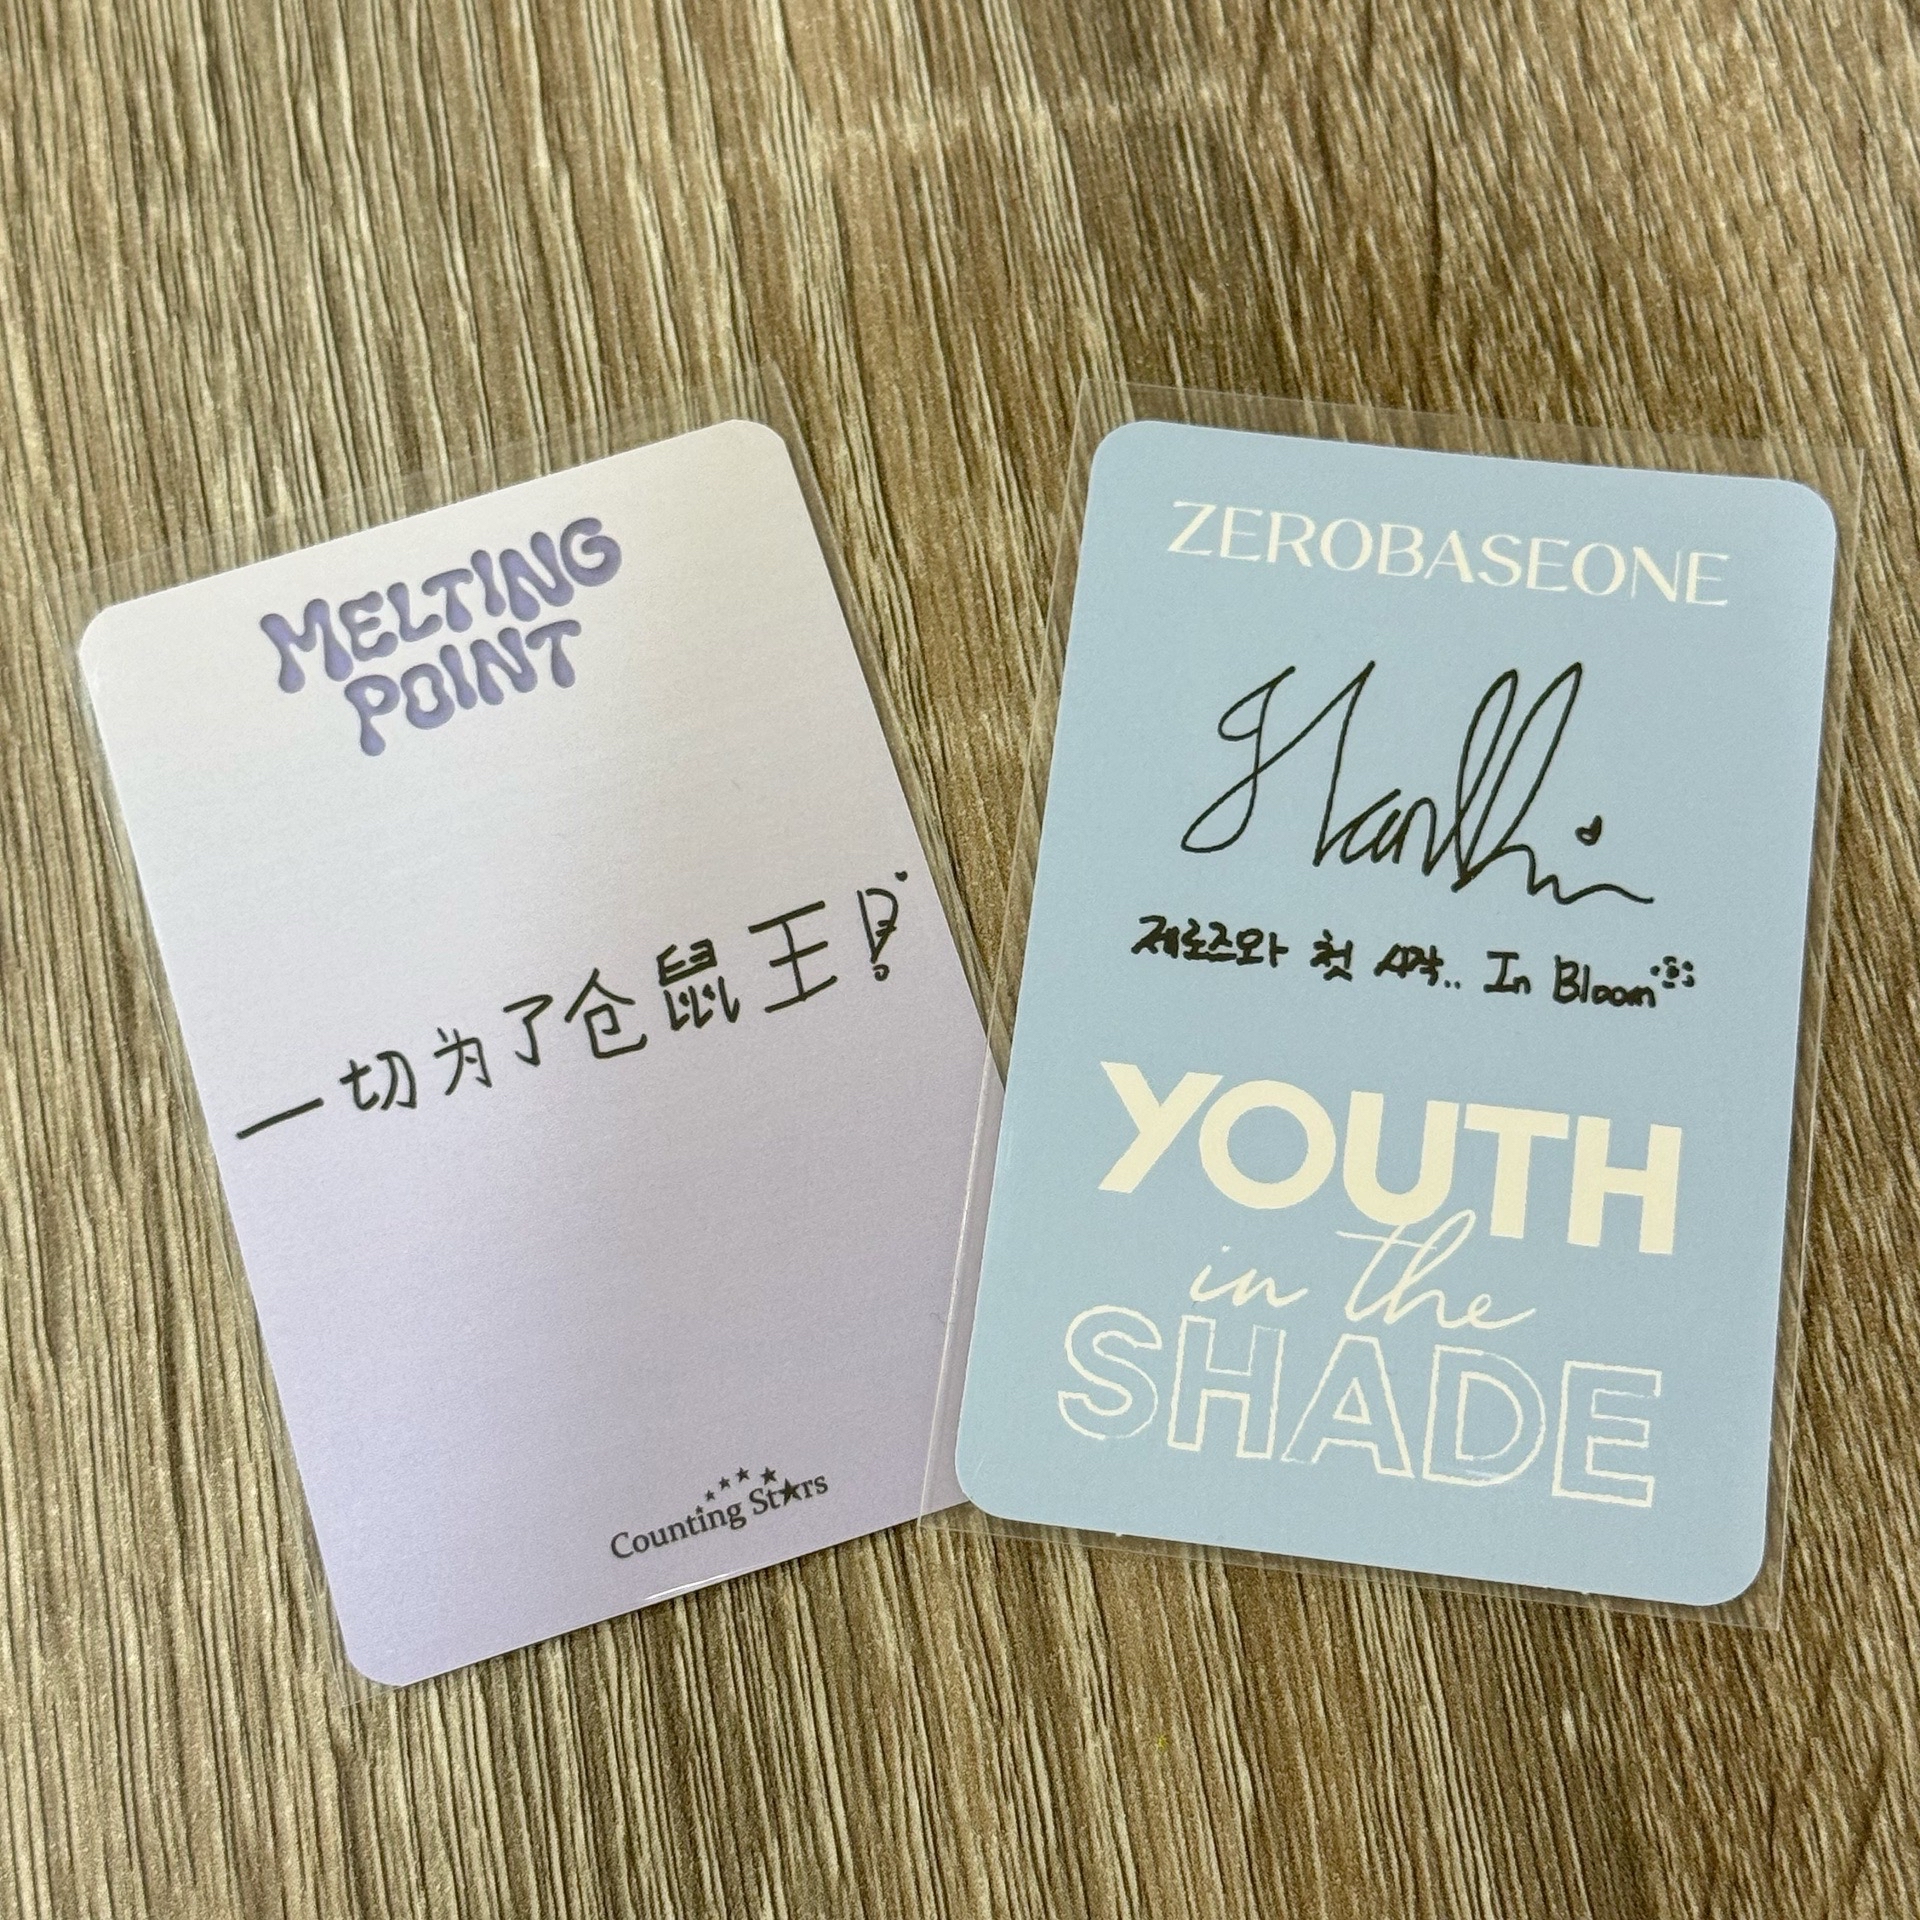 MELTING
POINT
一切为了仓鼠王!
Counting Stars
ZEROBASEONE
제로즈와 첫 시작.. In Bloom
YOUTH
in the
SHADE